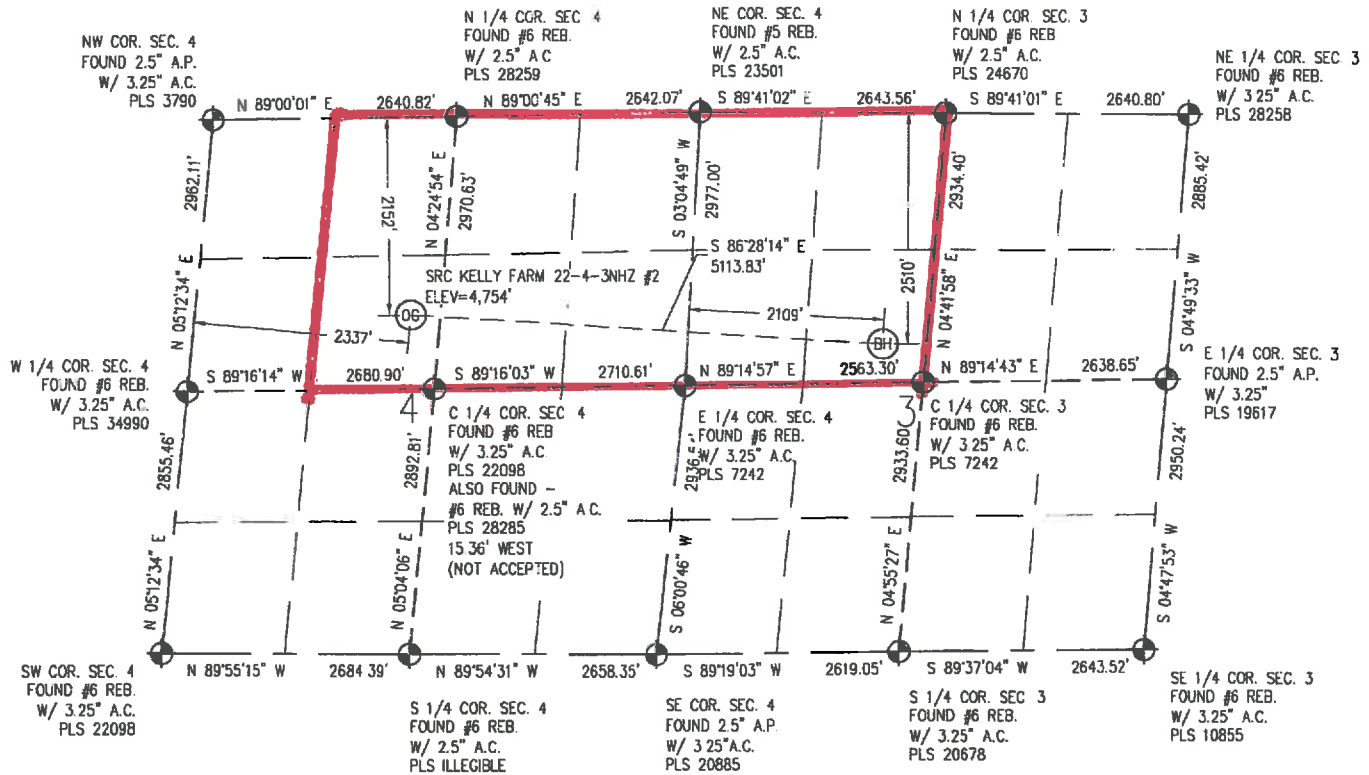 N 1/4 COR. SEC 4
FOUND #6 REB.
W/ 2.5" A.C
PLS 28259
NE COR. SEC. 4
FOUND #5 REB.
W/ 2.5" A.C.
PLS 23501
N 1/4 COR. SEC. 3
FOUND #6 REB
W/ 2.5" A.C.
PLS 24670
NW COR. SEC. 4
FOUND 2.5" A.P.
W/ 3.25" A.C.
PLS 3790
NE 1/4 COR. SEC 3
FOUND #6 REB.
W/ 3 25" A.C.
PLS 28258
N 89°00'01" E
2640.82'
N 89°00'45" E
2642.07'
S 89°41'02" E
2643.56'
S 89°41'01" E
2640.80'
2962.11'
N 05°12'34" E
2152'
N 04°24'54" E
2970.63'
S 03°04'49" W
2977.00'
2934.40'
N 04°41'58" E
2885.42'
S 04°49'33" W
S 86°28'14" E
5113.83'
2510'
SRC KELLY FARM 22-4-3NHZ #2
ELEV=4,754'
OG
2109'
BH
2337'
W 1/4 COR. SEC. 4
FOUND #6 REB.
W/ 3.25" A.C.
PLS 34990
S 89°16'14" W
2680.90'
S 89°16'03" W
2710.61'
N 89°14'57" E
2563.30'
N 89°14'43" E
2638.65'
E 1/4 COR. SEC. 3
FOUND 2.5" A.P.
W/ 3.25"
PLS 19617
4
3
C 1/4 COR. SEC 4
FOUND #6 REB
W/ 3.25" A.C.
PLS 22098
ALSO FOUND -
#6 REB. W/ 2.5" A C.
PLS 28285
15 36' WEST
(NOT ACCEPTED)
E 1/4 COR. SEC. 4
FOUND #6 REB.
W/ 3.25" A.C.
PLS 7242
C 1/4 COR. SEC. 3
FOUND #6 REB.
W/ 3.25" A.C.
PLS 7242
2855.46'
N 05°12'34" E
2892.81'
N 05°04'06" E
S 06°00'46" W
2933.60'
N 04°55'27" E
2950.24'
S 04°47'53" W
N 89°55'15" W
2684.39'
N 89°54'31" W
2658.35'
S 89°19'03" W
2619.05'
S 89°37'04" W
2643.52'
SW COR. SEC. 4
FOUND #6 REB.
W/ 3.25" A.C.
PLS 22098
S 1/4 COR. SEC. 4
FOUND #6 REB.
W/ 2.5" A.C.
PLS ILLEGIBLE
SE COR. SEC. 4
FOUND 2.5" A.P.
W/ 3 25"A.C.
PLS 20885
S 1/4 COR. SEC 3
FOUND #6 REB.
W/ 3.25" A.C.
PLS 20678
SE 1/4 COR. SEC. 3
FOUND #6 REB.
W/ 3.25" A.C.
PLS 10855